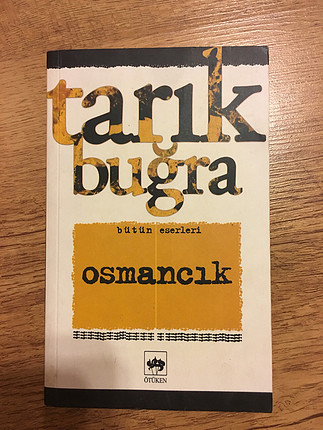 tarık
buğra
bütün eserleri
osmancık
ÖTÜKEN